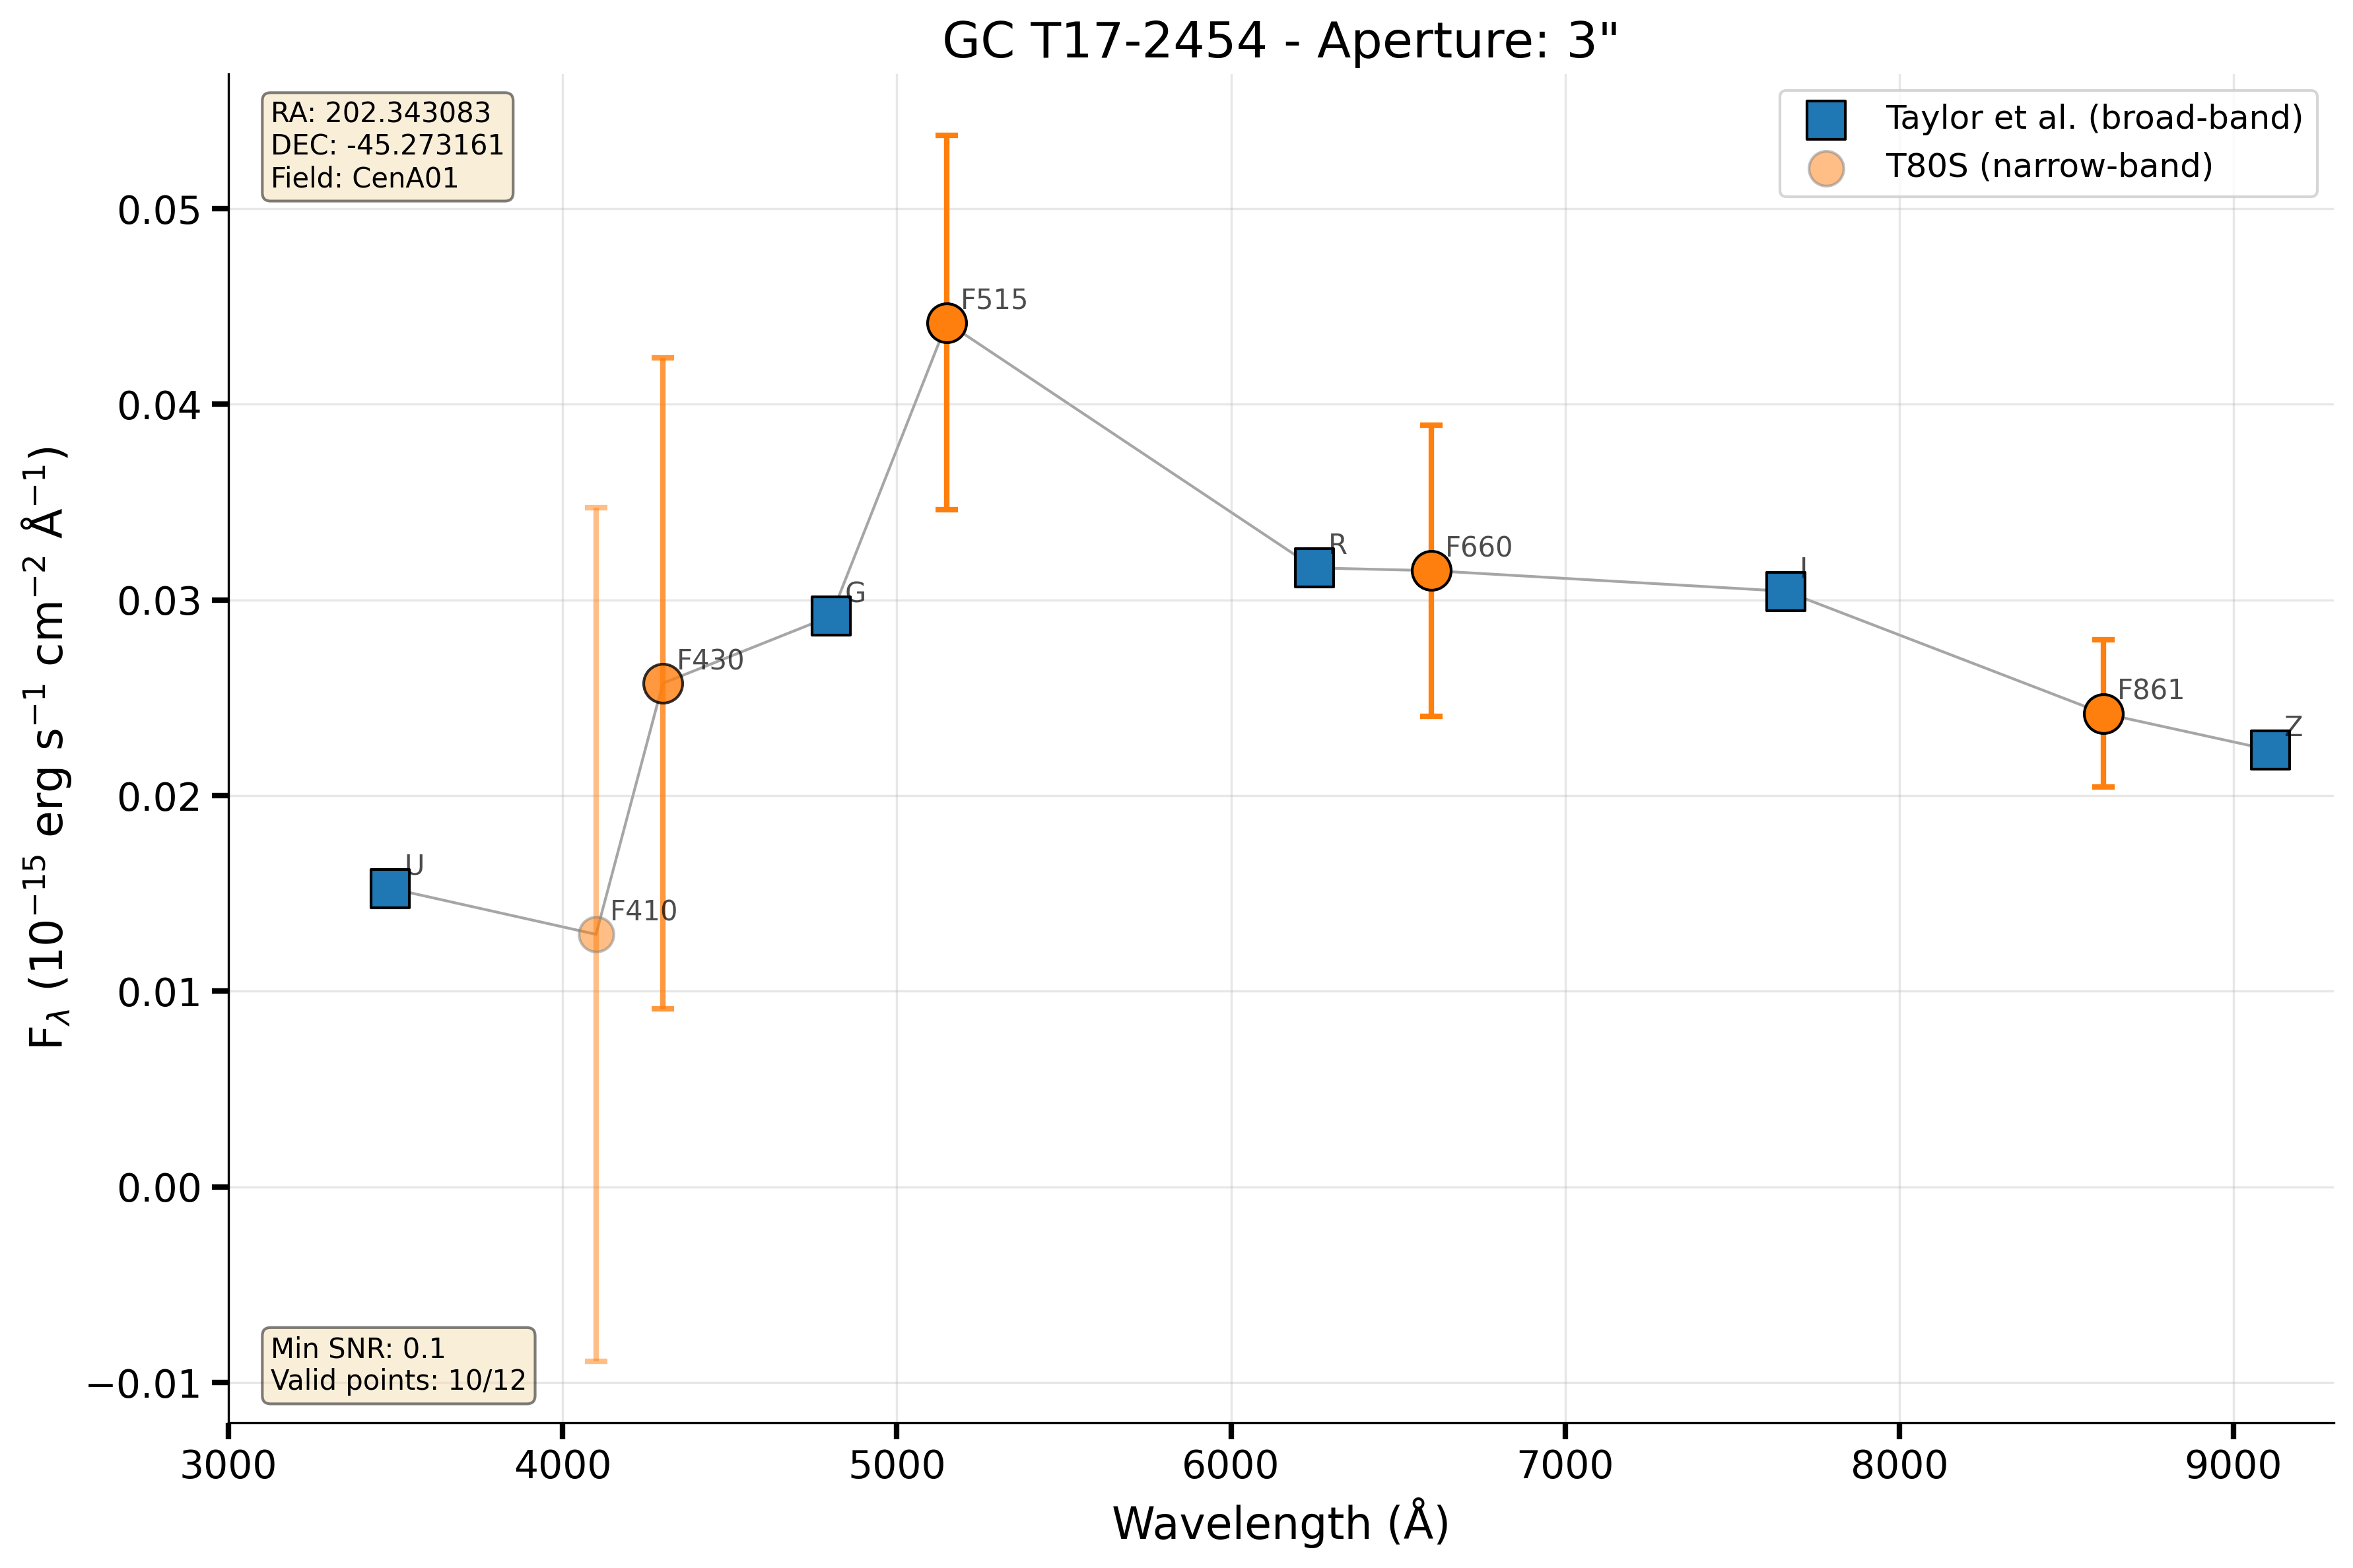 GC T17-2454 - Aperture: 3"
RA: 202.343083
DEC: -45.273161
Field: CenA01
Taylor et al. (broad-band)
T80S (narrow-band)
F515
R
F660
I
G
F430
F861
Z
U
F410
0.05
0.04
0.03
0.02
0.01
0.00
−0.01
F$_{λ}$ (10$^{−15}$ erg s$^{−1}$ cm$^{−2}$ Å$^{−1}$)
Min SNR: 0.1
Valid points: 10/12
3000 4000 5000 6000 7000 8000 9000
Wavelength (Å)